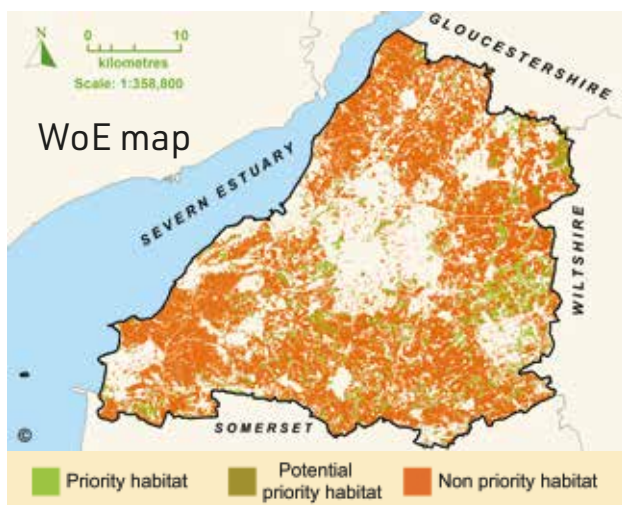 GLOUCESTERSHIRE
N
0 10
kilometres
Scale: 1:358,800
WoE map
SEVERN ESTUARY
WILTSHIRE
SOMERSET
©
Priority habitat
Potential
priority habitat
Non priority habitat